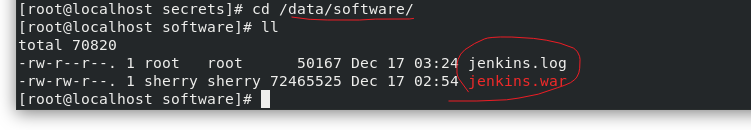 [root@localhost secrets]# cd /data/software/
[root@localhost software]# ll
total 70820
-rw-r--r--. 1 root   root      50167 Dec 17 03:24 jenkins.log
-rw-rw-r--. 1 sherry sherry 72465525 Dec 17 02:54 jenkins.war
[root@localhost software]#